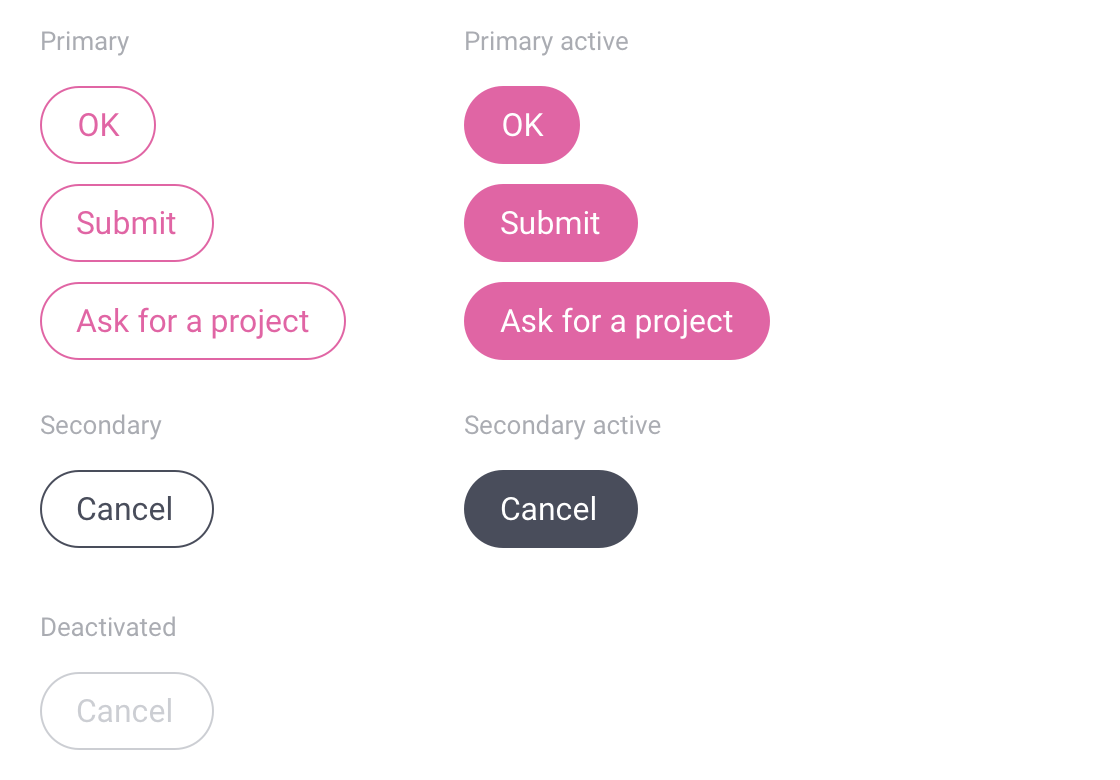 Primary
Primary active
OK
OK
Submit
Submit
Ask for a project
Ask for a project
Secondary
Secondary active
Cancel
Cancel
Deactivated
Cancel